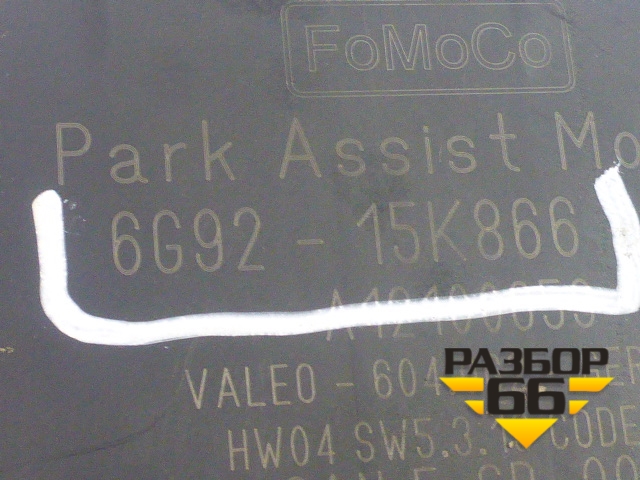 FoMoCo
Park Assist Mo
6G92 - 15K866
VALEO - 604
HW04 SW5.3. CODE
РАЗБОР
66